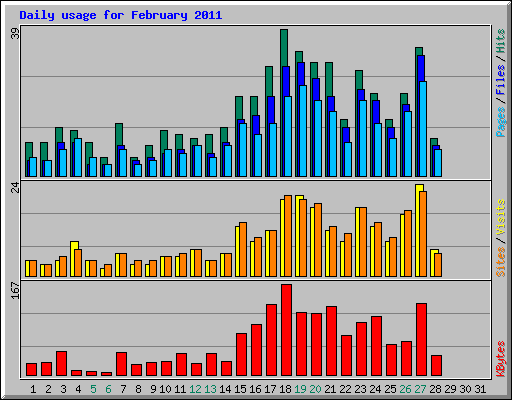 Daily usage for February 2011
39
Pages / Files / Hits
24
Sites / Visits
167
KBytes
1 2 3 4 5 6 7 8 9 10 11 12 13 14 15 16 17 18 19 20 21 22 23 24 25 26 27 28 29 30 31